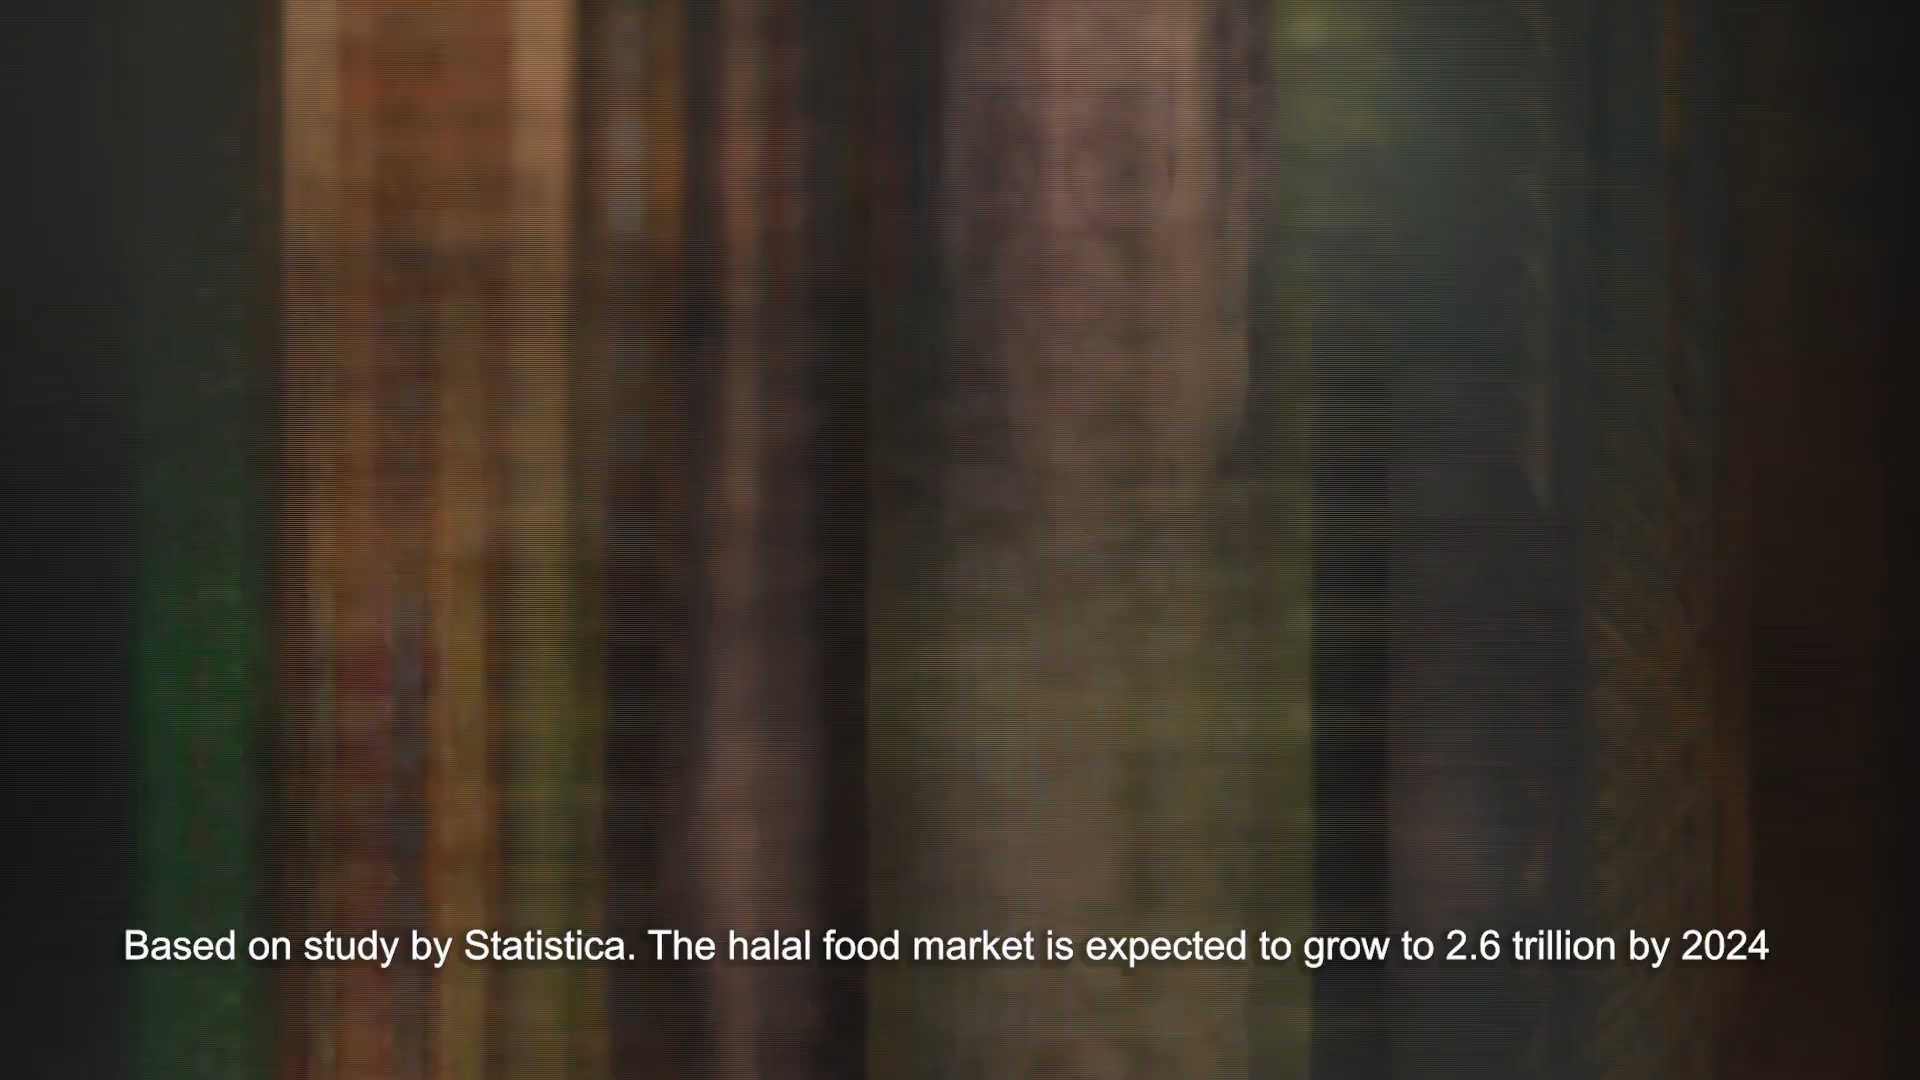 Based on study by Statistica. The halal food market is expected to grow to 2.6 trillion by 2024